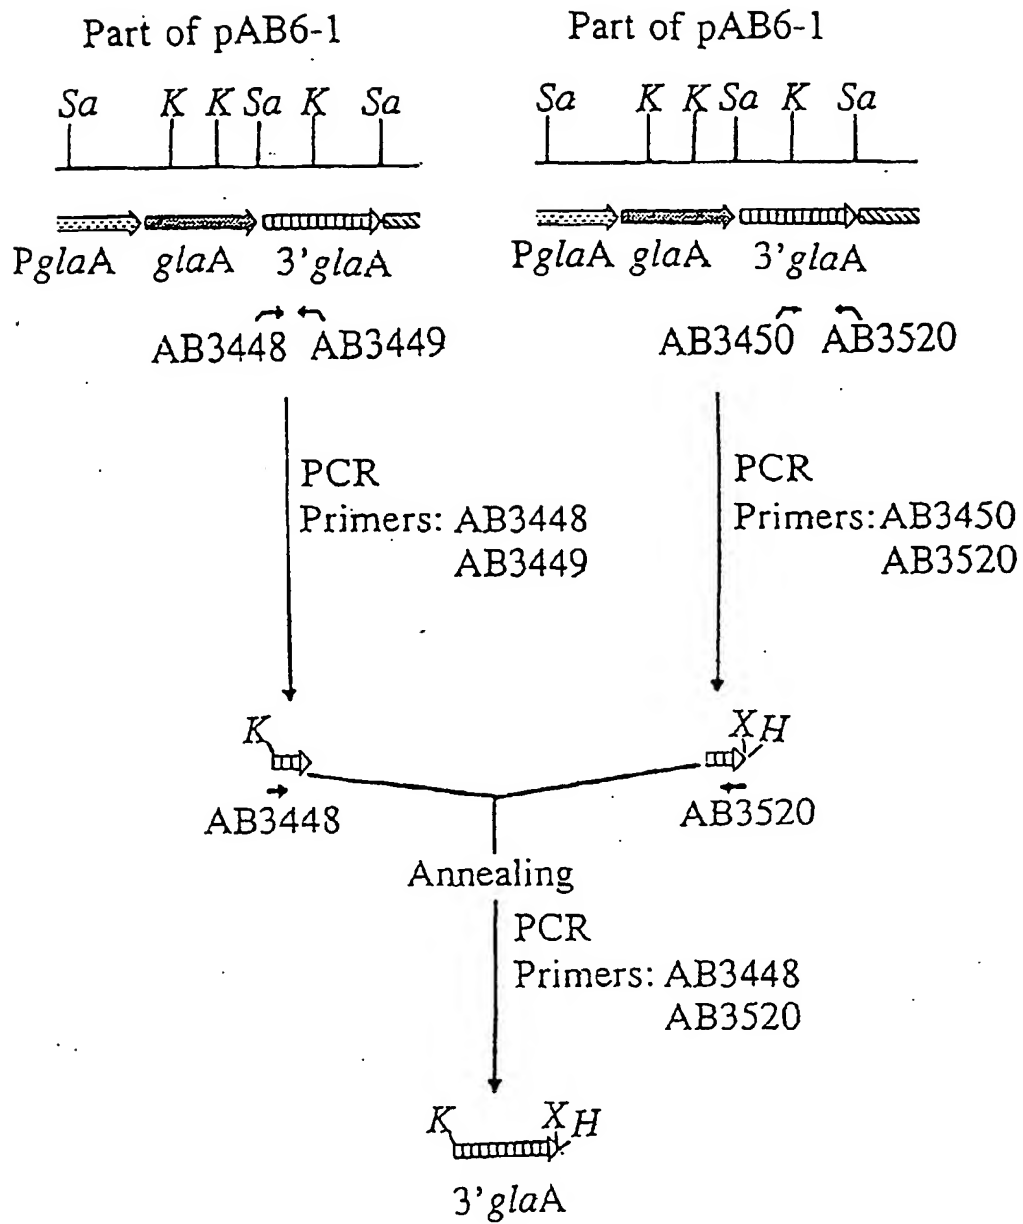 Part of pAB6-1
Part of pAB6-1
Sa K K Sa K Sa
Sa K K Sa K Sa
PglaA glaA 3'glaA
PglaA glaA 3'glaA
AB3448 AB3449
AB3450 AB3520
PCR
Primers: AB3448
AB3449
PCR
Primers: AB3450
AB3520
K
X H
AB3448
AB3520
Annealing
PCR
Primers: AB3448
AB3520
K X H
3'glaA